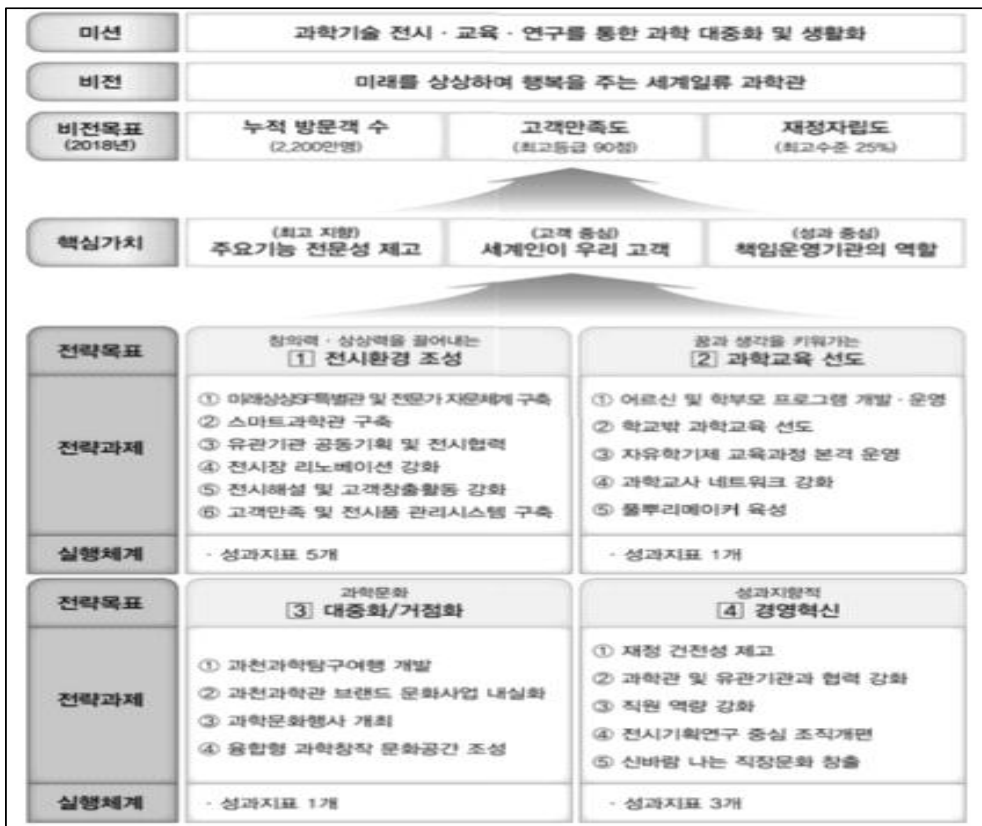 미션
과학기술 전시 · 교육 · 연구를 통한 과학 대중화 및 생활화
비전
미래를 상상하며 행복을 주는 세계일류 과학관
비전목표
(2018년)
누적 방문객 수
(2,200만명)
고객만족도
(최고등급 90점)
재정자립도
(최고수준 25%)
핵심가치
(최고 지향)
주요기능 전문성 제고
(고객 중심)
세계인이 우리 고객
(성과 중심)
책임운영기관의 역할
전략목표
창의력 · 상상력을 끌어내는
1 전시환경 조성
꿈과 생각을 키워가는
2 과학교육 선도
전략과제
① 미래상상SF특별관 및 전문가 자문체계 구축
② 스마트과학관 구축
③ 유관기관 공동기획 및 전시협력
④ 전시장 리노베이션 강화
⑤ 전시해설 및 고객창출활동 강화
⑥ 고객만족 및 전시품 관리시스템 구축
① 어르신 및 학부모 프로그램 개발 · 운영
② 학교밖 과학교육 선도
③ 자유학기제 교육과정 본격 운영
④ 과학교사 네트워크 강화
⑤ 풀뿌리메이커 육성
실행체계
· 성과지표 5개
· 성과지표 1개
전략목표
과학문화
3 대중화/거점화
성과지향적
4 경영혁신
전략과제
① 과천과학탐구여행 개발
② 과천과학관 브랜드 문화사업 내실화
③ 과학문화행사 개최
④ 융합형 과학창작 문화공간 조성
① 재정 건전성 제고
② 과학관 및 유관기관과 협력 강화
③ 직원 역량 강화
④ 전시기획연구 중심 조직개편
⑤ 신바람 나는 직장문화 창출
실행체계
· 성과지표 1개
· 성과지표 3개